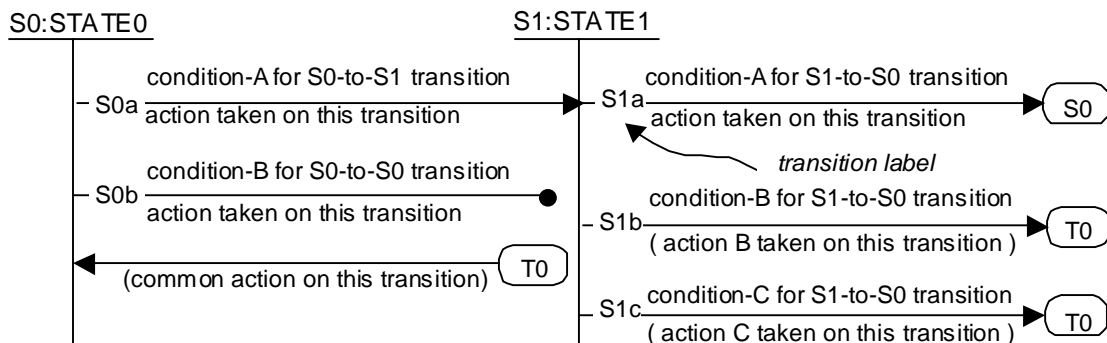 S0:STATE0
S1:STATE1
condition-A for S0-to-S1 transition
S0a
action taken on this transition
condition-A for S1-to-S0 transition
S1a
action taken on this transition
S0
transition label
condition-B for S0-to-S0 transition
S0b
action taken on this transition
condition-B for S1-to-S0 transition
S1b
( action B taken on this transition )
T0
T0
(common action on this transition)
condition-C for S1-to-S0 transition
S1c
( action C taken on this transition )
T0